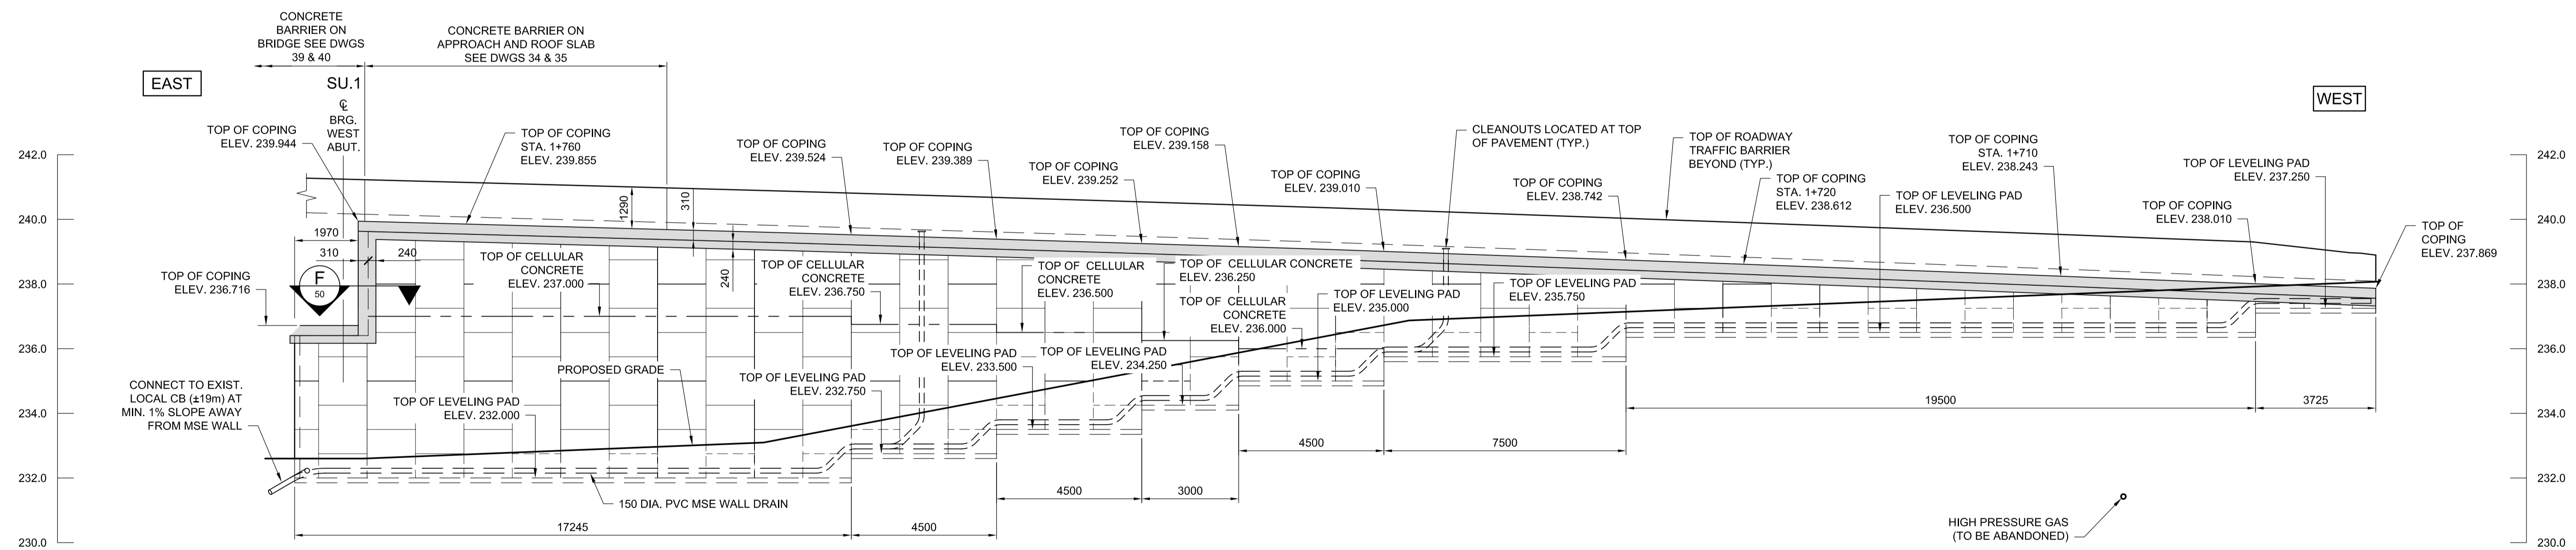 CONCRETE
BARRIER ON
BRIDGE SEE DWGS
39 & 40
CONCRETE BARRIER ON
APPROACH AND ROOF SLAB
SEE DWGS 34 & 35
EAST
SU.1
℄
BRG.
WEST
ABUT.
WEST
TOP OF COPING
ELEV. 239.944
TOP OF COPING
STA. 1+760
ELEV. 239.855
TOP OF COPING
ELEV. 239.524
TOP OF COPING
ELEV. 239.389
TOP OF COPING
ELEV. 239.252
TOP OF COPING
ELEV. 239.158
TOP OF COPING
ELEV. 239.010
CLEANOUTS LOCATED AT TOP
OF PAVEMENT (TYP.)
TOP OF COPING
ELEV. 238.742
TOP OF ROADWAY
TRAFFIC BARRIER
BEYOND (TYP.)
TOP OF COPING
STA. 1+720
ELEV. 238.612
TOP OF COPING
STA. 1+710
ELEV. 238.243
TOP OF LEVELING PAD
ELEV. 236.500
TOP OF LEVELING PAD
ELEV. 237.250
TOP OF COPING
ELEV. 238.010
TOP OF
COPING
ELEV. 237.869
242.0
240.0
238.0
236.0
234.0
232.0
230.0
242.0
240.0
238.0
236.0
234.0
232.0
230.0
1290
310
240
1970
310
240
F
50
TOP OF COPING
ELEV. 236.716
TOP OF CELLULAR
CONCRETE
ELEV. 237.000
TOP OF CELLULAR
CONCRETE
ELEV. 236.750
TOP OF CELLULAR
CONCRETE
ELEV. 236.500
TOP OF CELLULAR CONCRETE
ELEV. 236.250
TOP OF CELLULAR
CONCRETE
ELEV. 236.000
TOP OF LEVELING PAD
ELEV. 235.000
TOP OF LEVELING PAD
ELEV. 235.750
CONNECT TO EXIST.
LOCAL CB (±19m) AT
MIN. 1% SLOPE AWAY
FROM MSE WALL
PROPOSED GRADE
TOP OF LEVELING PAD
ELEV. 232.000
TOP OF LEVELING PAD
ELEV. 232.750
TOP OF LEVELING PAD
ELEV. 233.500
TOP OF LEVELING PAD
ELEV. 234.250
150 DIA. PVC MSE WALL DRAIN
17245
4500
4500
3000
4500
7500
19500
3725
HIGH PRESSURE GAS
(TO BE ABANDONED)